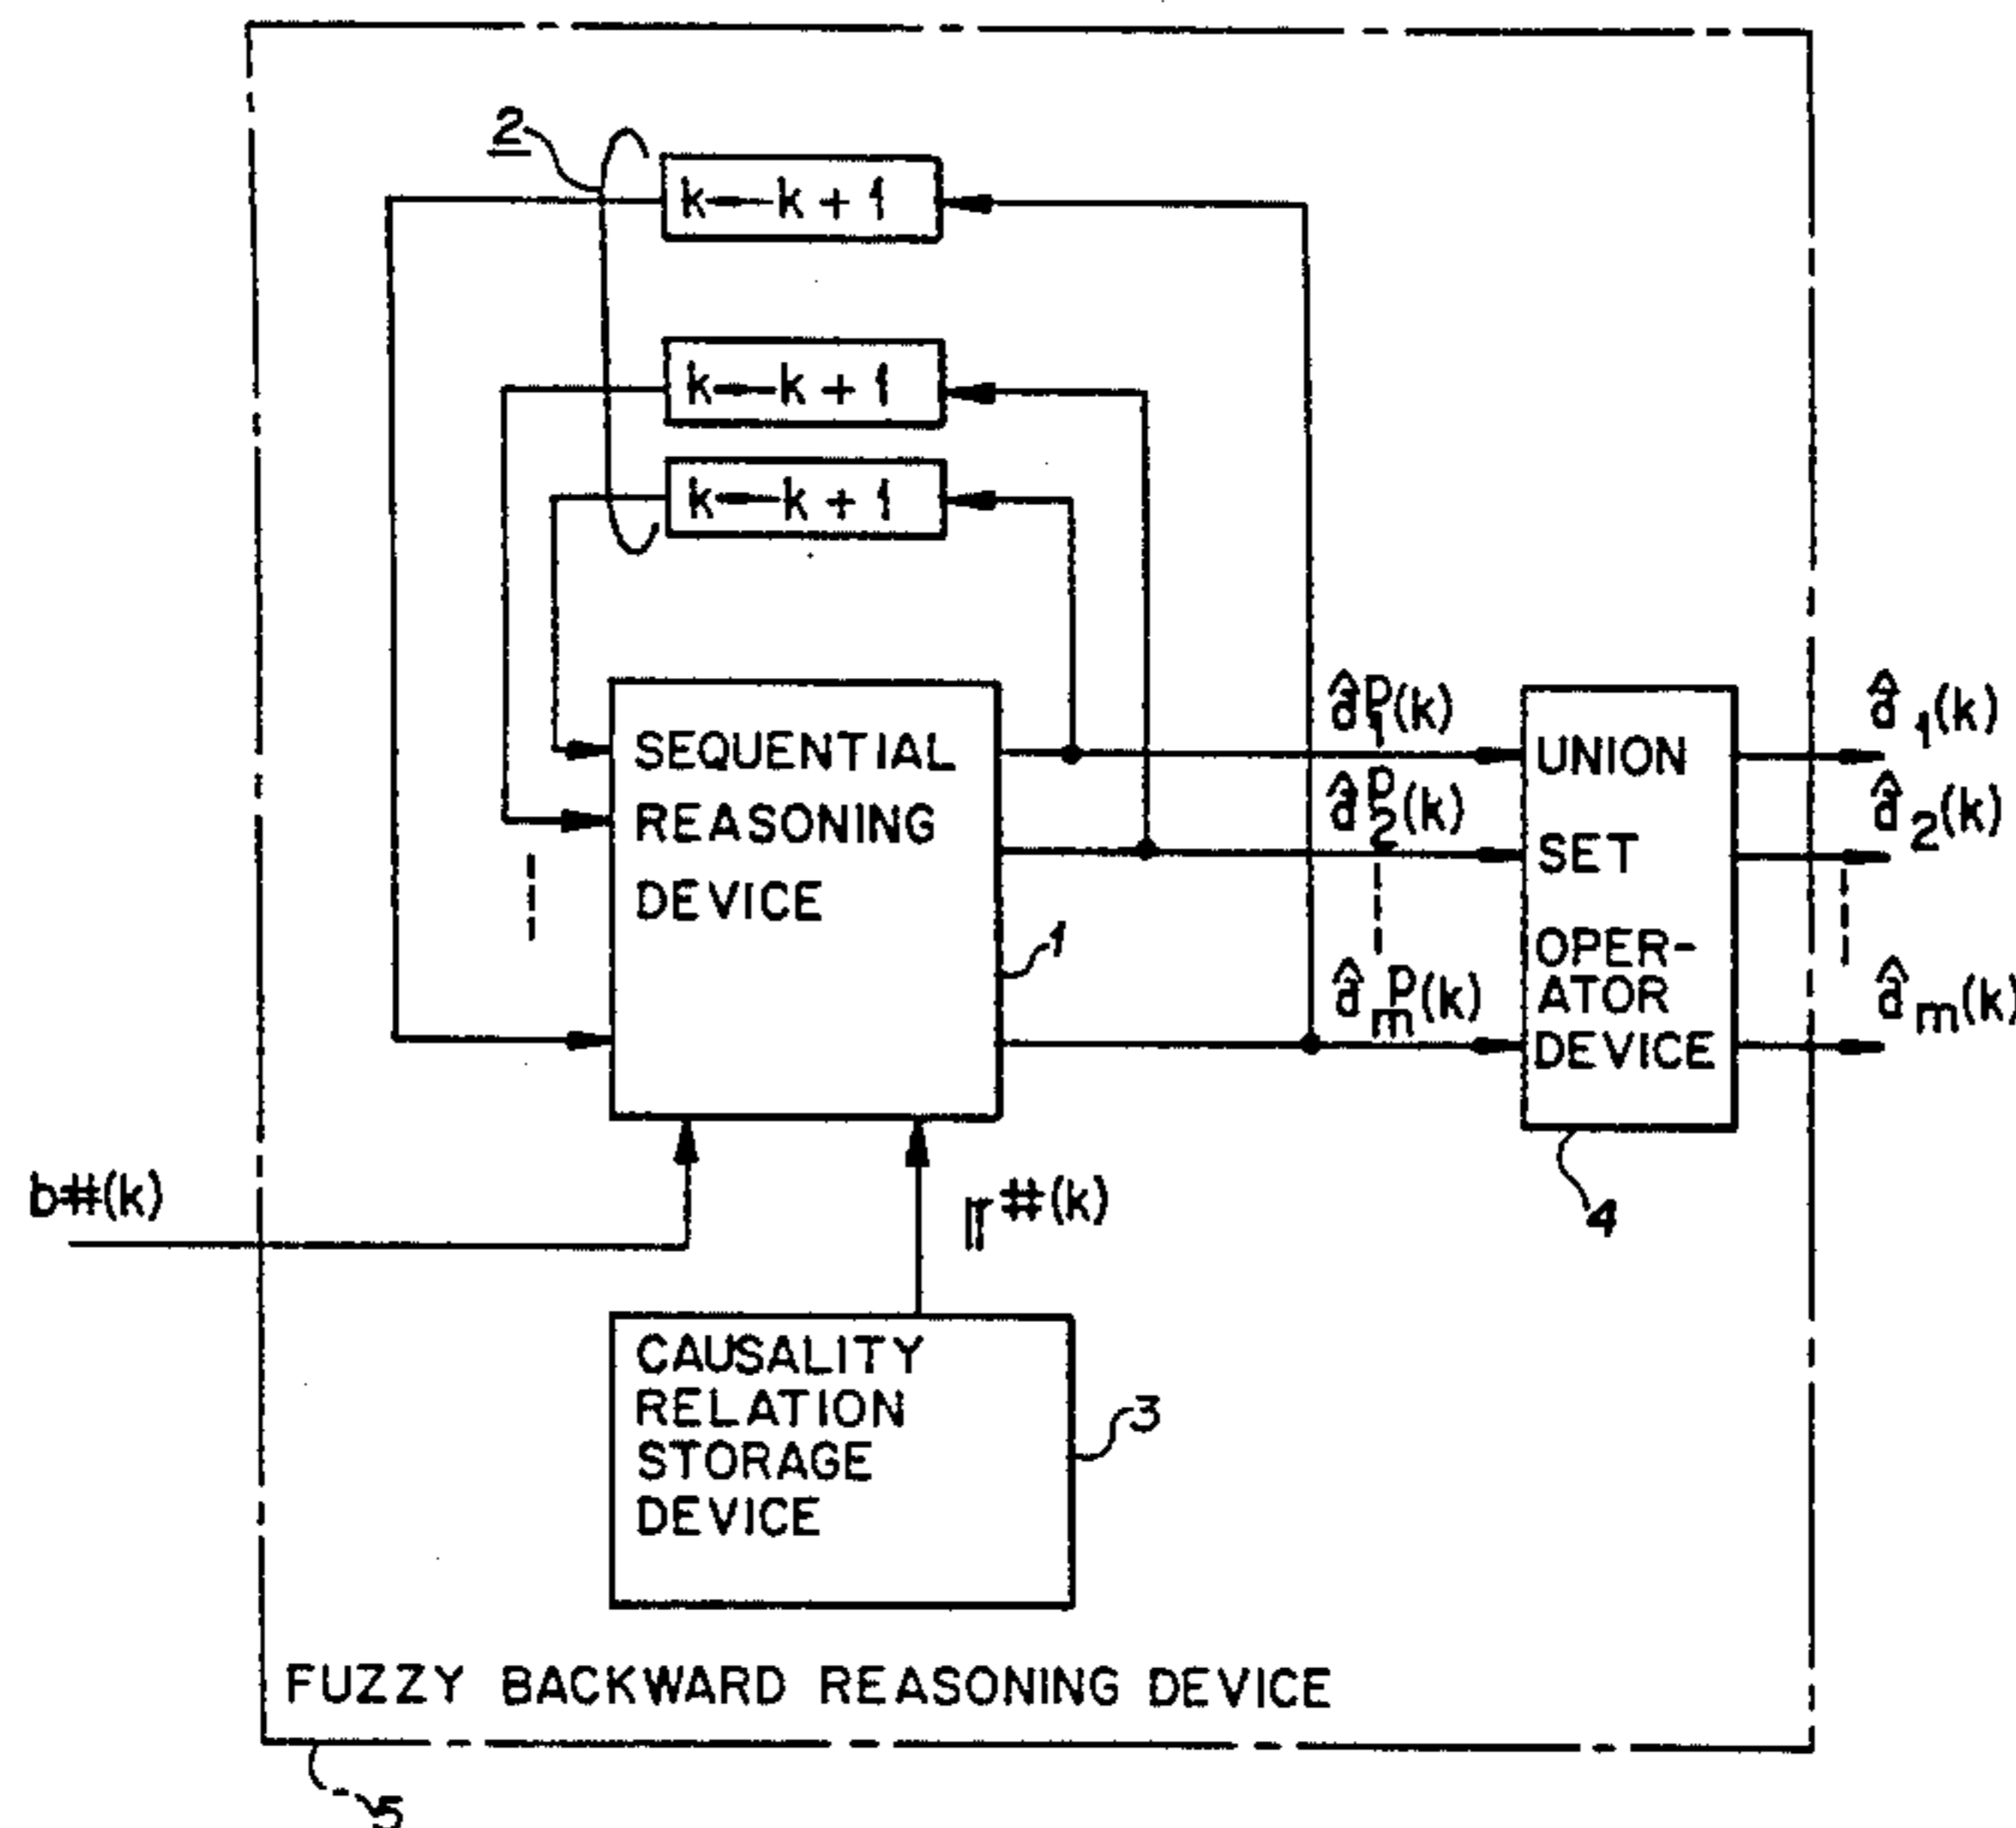 2
k←k + 1
k←k + 1
k←k + 1
SEQUENTIAL
REASONING
DEVICE
1
â₁ᵖ(k)
â₂ᵖ(k)
âₘᵖ(k)
UNION
SET
OPER-
ATOR
DEVICE
4
â₁(k)
â₂(k)
âₘ(k)
b#(k)
r#(k)
CAUSALITY
RELATION
STORAGE
DEVICE
3
FUZZY BACKWARD REASONING DEVICE
5